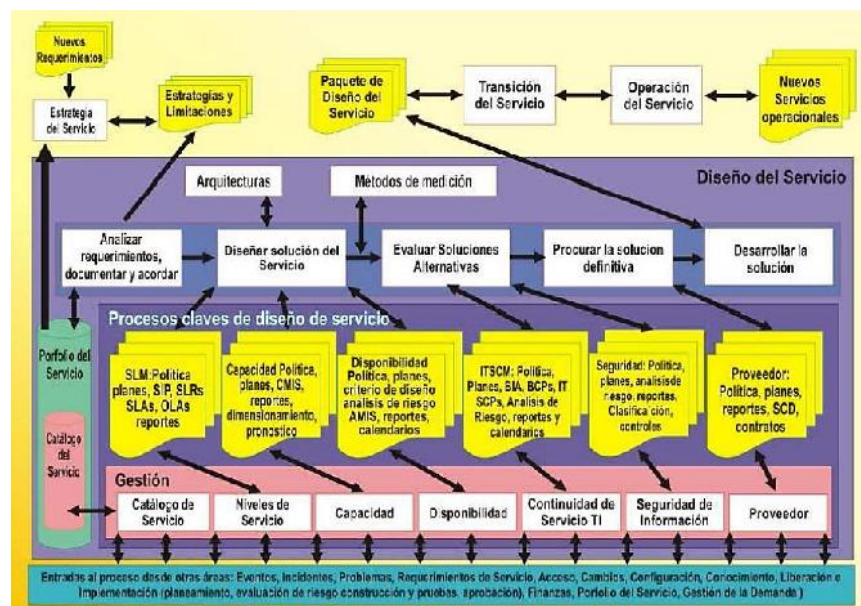 Nuevos
Requerimientos
Estrategia
del Servicio
Estrategías y
Limitaciones
Paquete de
Diseño del
Servicio
Transición
del Servicio
Operación
del Servicio
Nuevos
Servicios
operacionales
Diseño del Servicio
Arquitecturas
Métodos de medición
Analizar
requerimientos,
documentar y acordar
Diseñar solución del
Servicio
Evaluar Soluciones
Alternativas
Procurar la solucion
definitiva
Desarrollar la
solución
Procesos claves de diseño de servicio
Porfolio del
Servicio
Catálogo
del
Servicio
SLM:Política
planes, SIP, SLRs
SLAs, OLAs
reportes
Capacidad Política,
planes, CMIS,
reportes,
dimensionamiento,
pronóstico
Disponibilidad
Política, planes,
criterio de diseño
analisis de riesgo
AMIS, reportes,
calendarios
ITSCM: Política,
Planes, BIA, BCPs, IT
SCPs, Analisis de
Riesgo, reportes y
calendarios
Seguridad: Política,
planes, analisis de
riesgo, reportes,
Clasificación,
controles
Proveedor:
Política, planes,
reportes, SCD,
contratos
Gestión
Catálogo de
Servicio
Niveles de
Servicio
Capacidad
Disponibilidad
Continuidad de
Servicio TI
Seguridad de
Información
Proveedor
Entradas al proceso desde otras áreas: Eventos, Incidentes, Problemas, Requerimientos de Servicio, Acceso, Cambios, Configuración, Conocimiento, Liberación e
Implementación (planeamiento, evaluación de riesgo construcción y pruebas, aprobación), Finanzas, Porfolio del Servicio, Gestión de la Demanda )